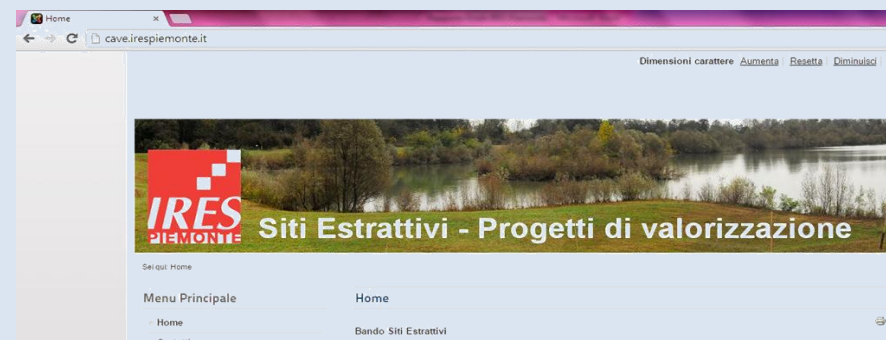 Home
cave.irespiemonte.it
Dimensioni carattere Aumenta Resetta Diminuisci
IRES
PIEMONTE
Siti Estrattivi - Progetti di valorizzazione
Sei qui: Home
Menu Principale
Home
Home
Bando Siti Estrattivi